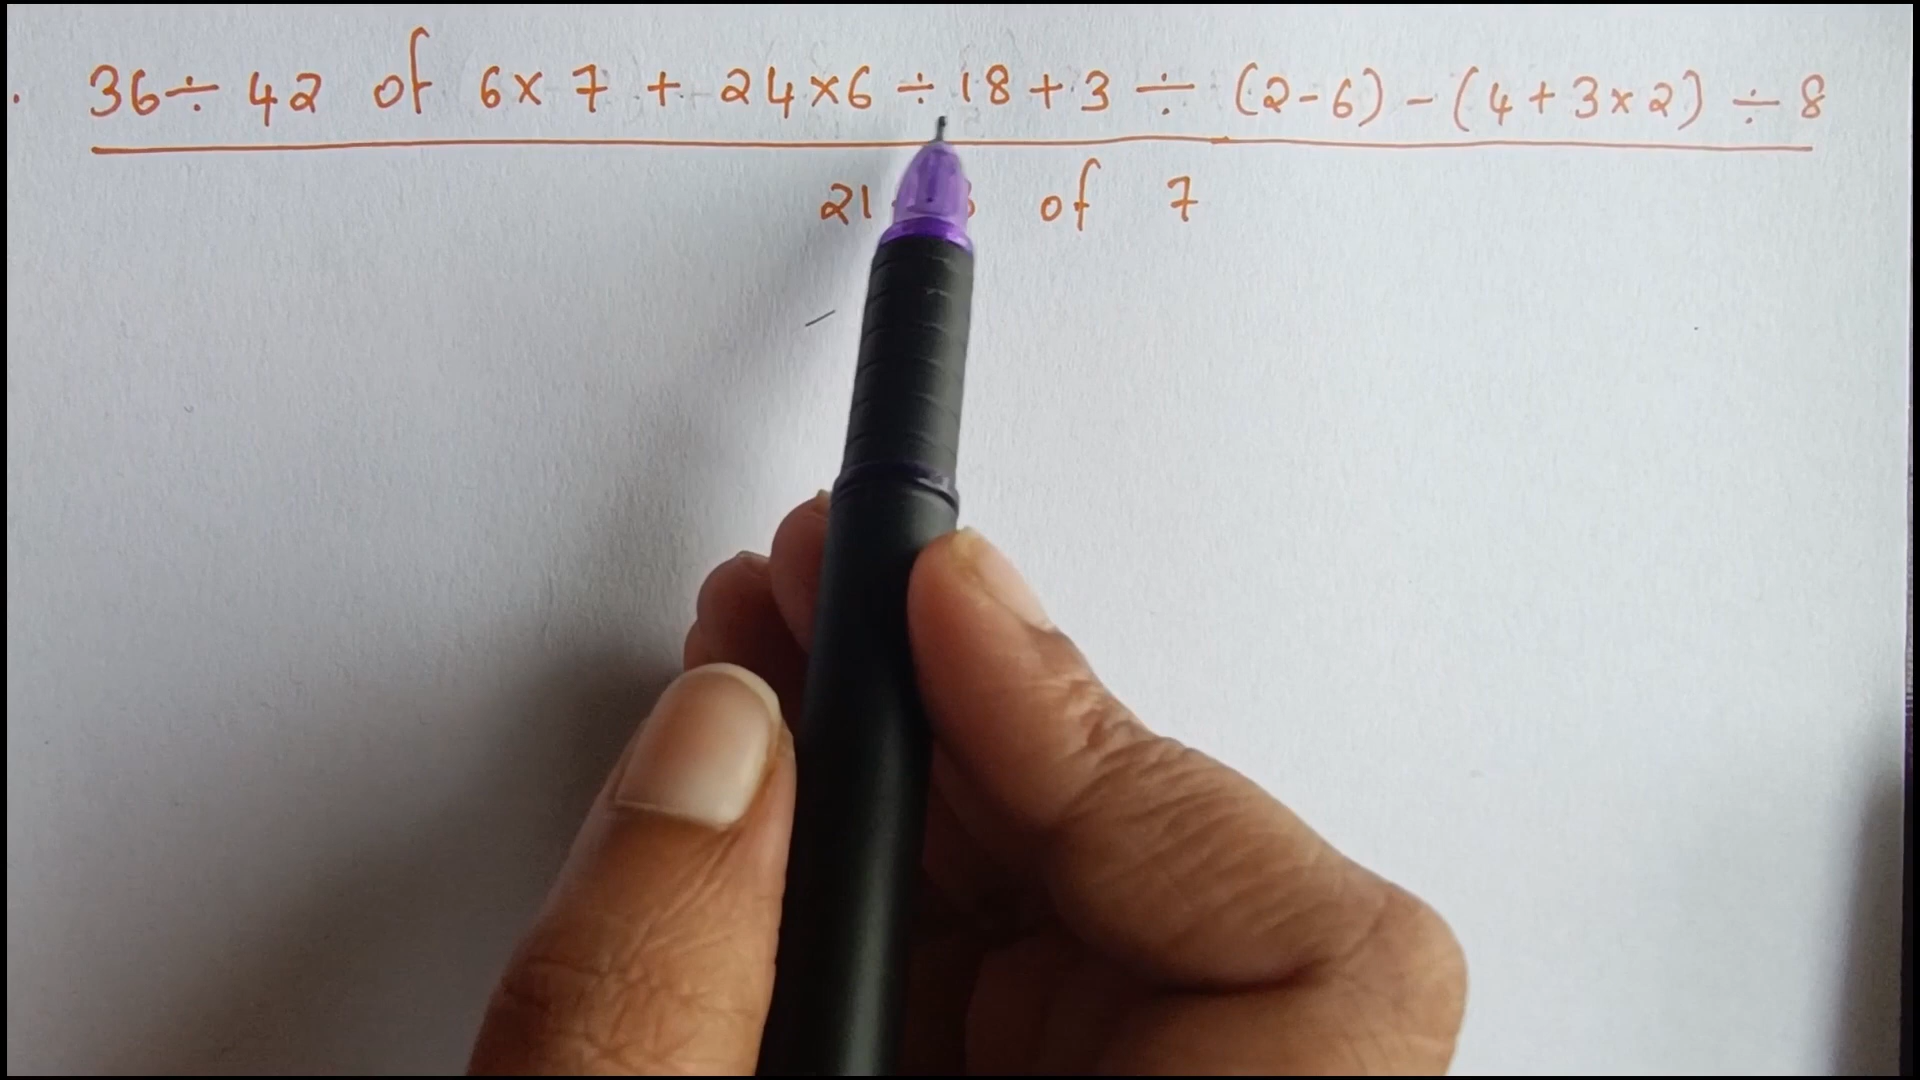 36 ÷ 42 of 6 × 7 + 24 × 6 ÷ 18 + 3 ÷ (2 - 6) - (4 + 3 × 2) ÷ 8
21 of 7